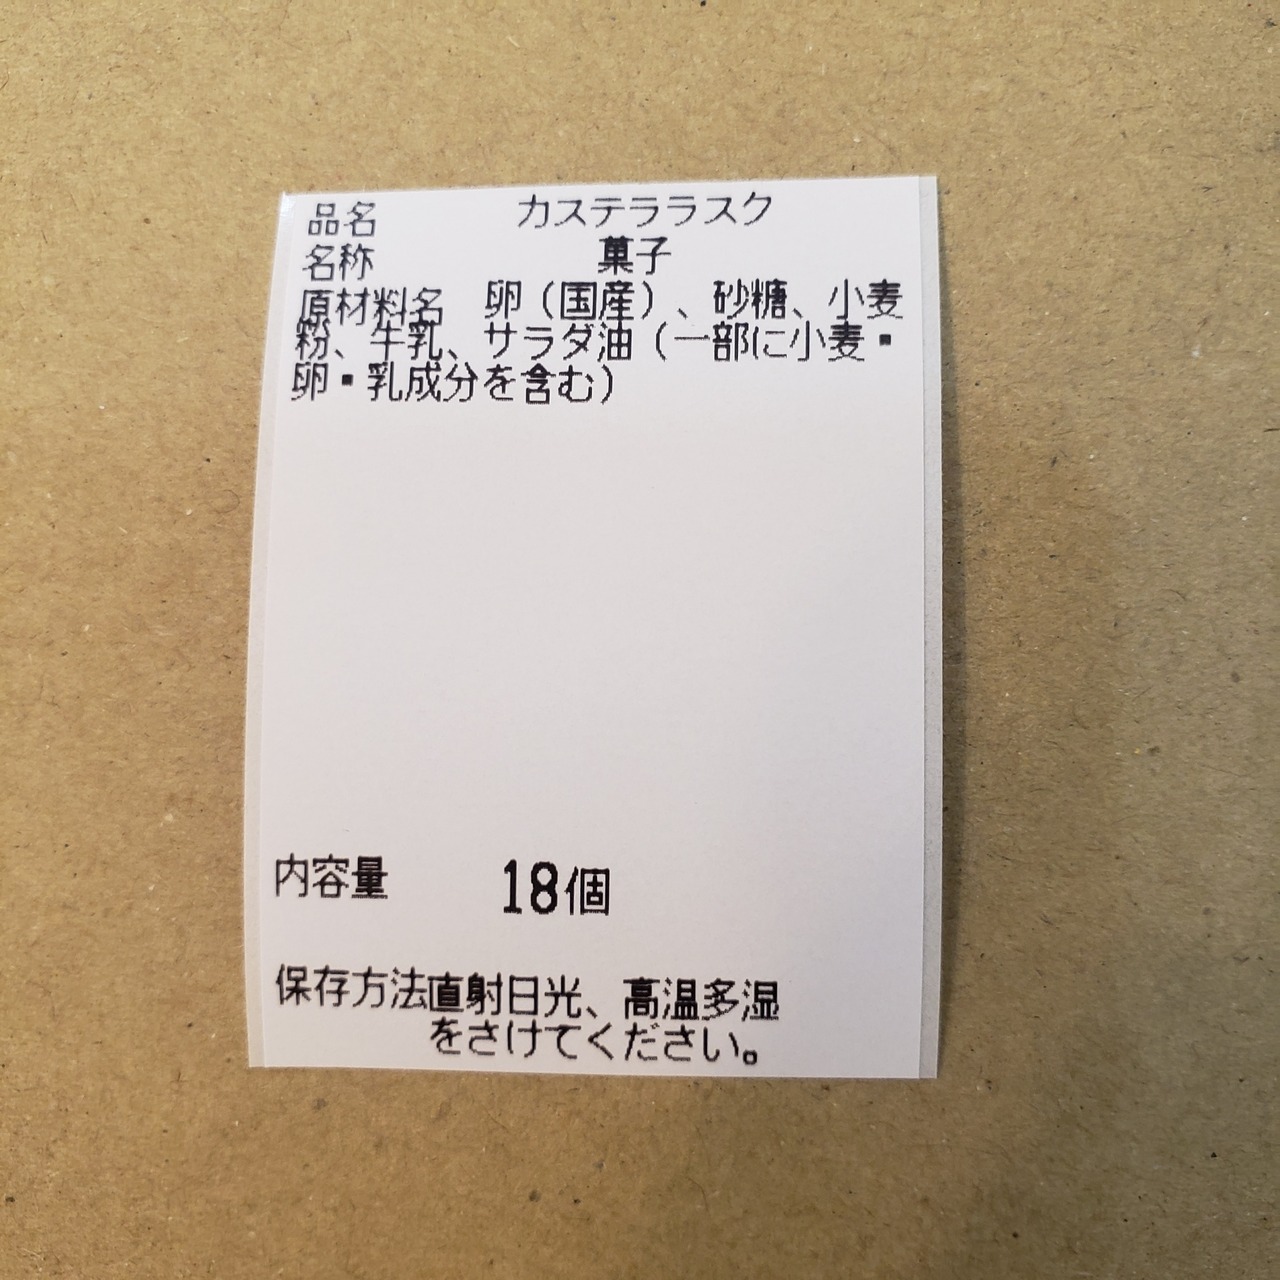 品名 カステララスク
名称 菓子
原材料名 卵（国産）、砂糖、小麦
粉、牛乳、サラダ油（一部に小麦・
卵・乳成分を含む）
内容量 18個
保存方法直射日光、高温多湿
をさけてください。